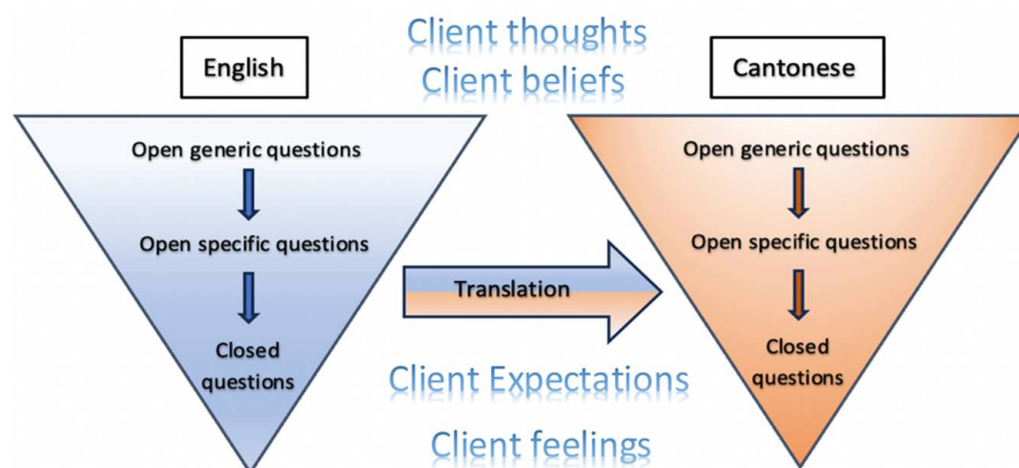 Client thoughts
Client beliefs
English
Open generic questions
Open specific questions
Closed
questions
Translation
Cantonese
Open generic questions
Open specific questions
Closed
questions
Client Expectations
Client feelings